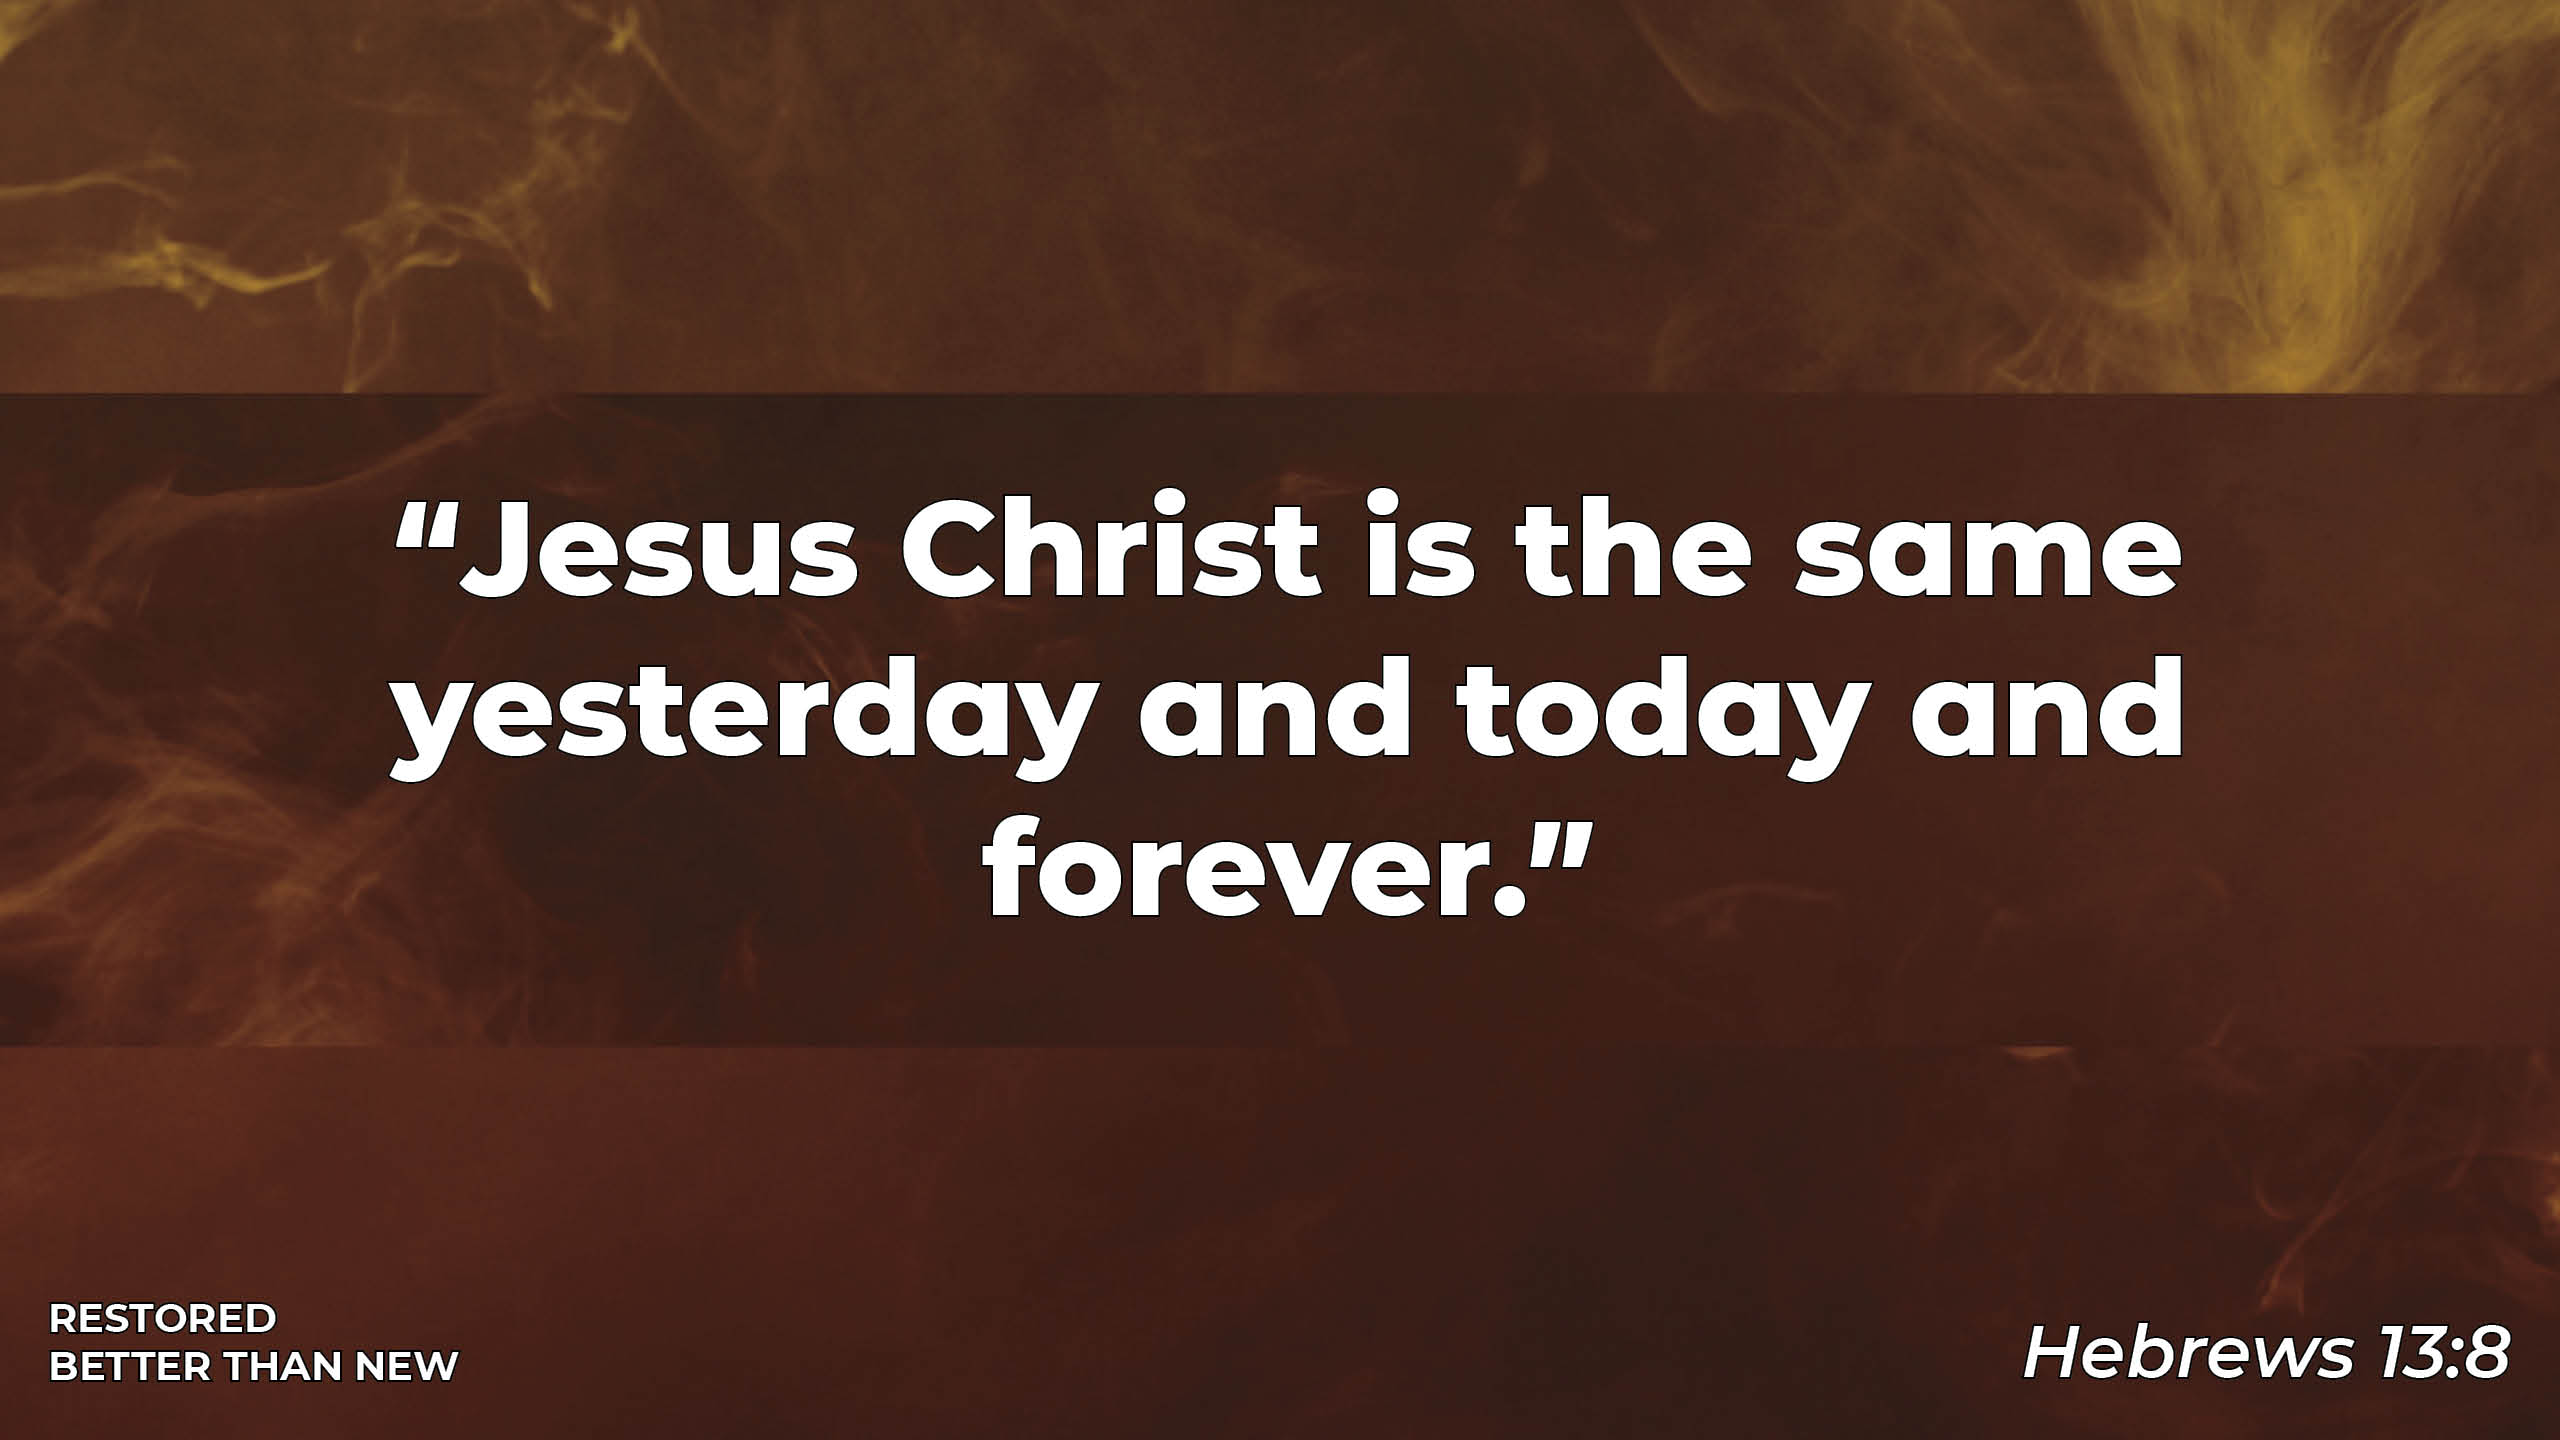 “Jesus Christ is the same
yesterday and today and
forever.”
RESTORED
BETTER THAN NEW
Hebrews 13:8